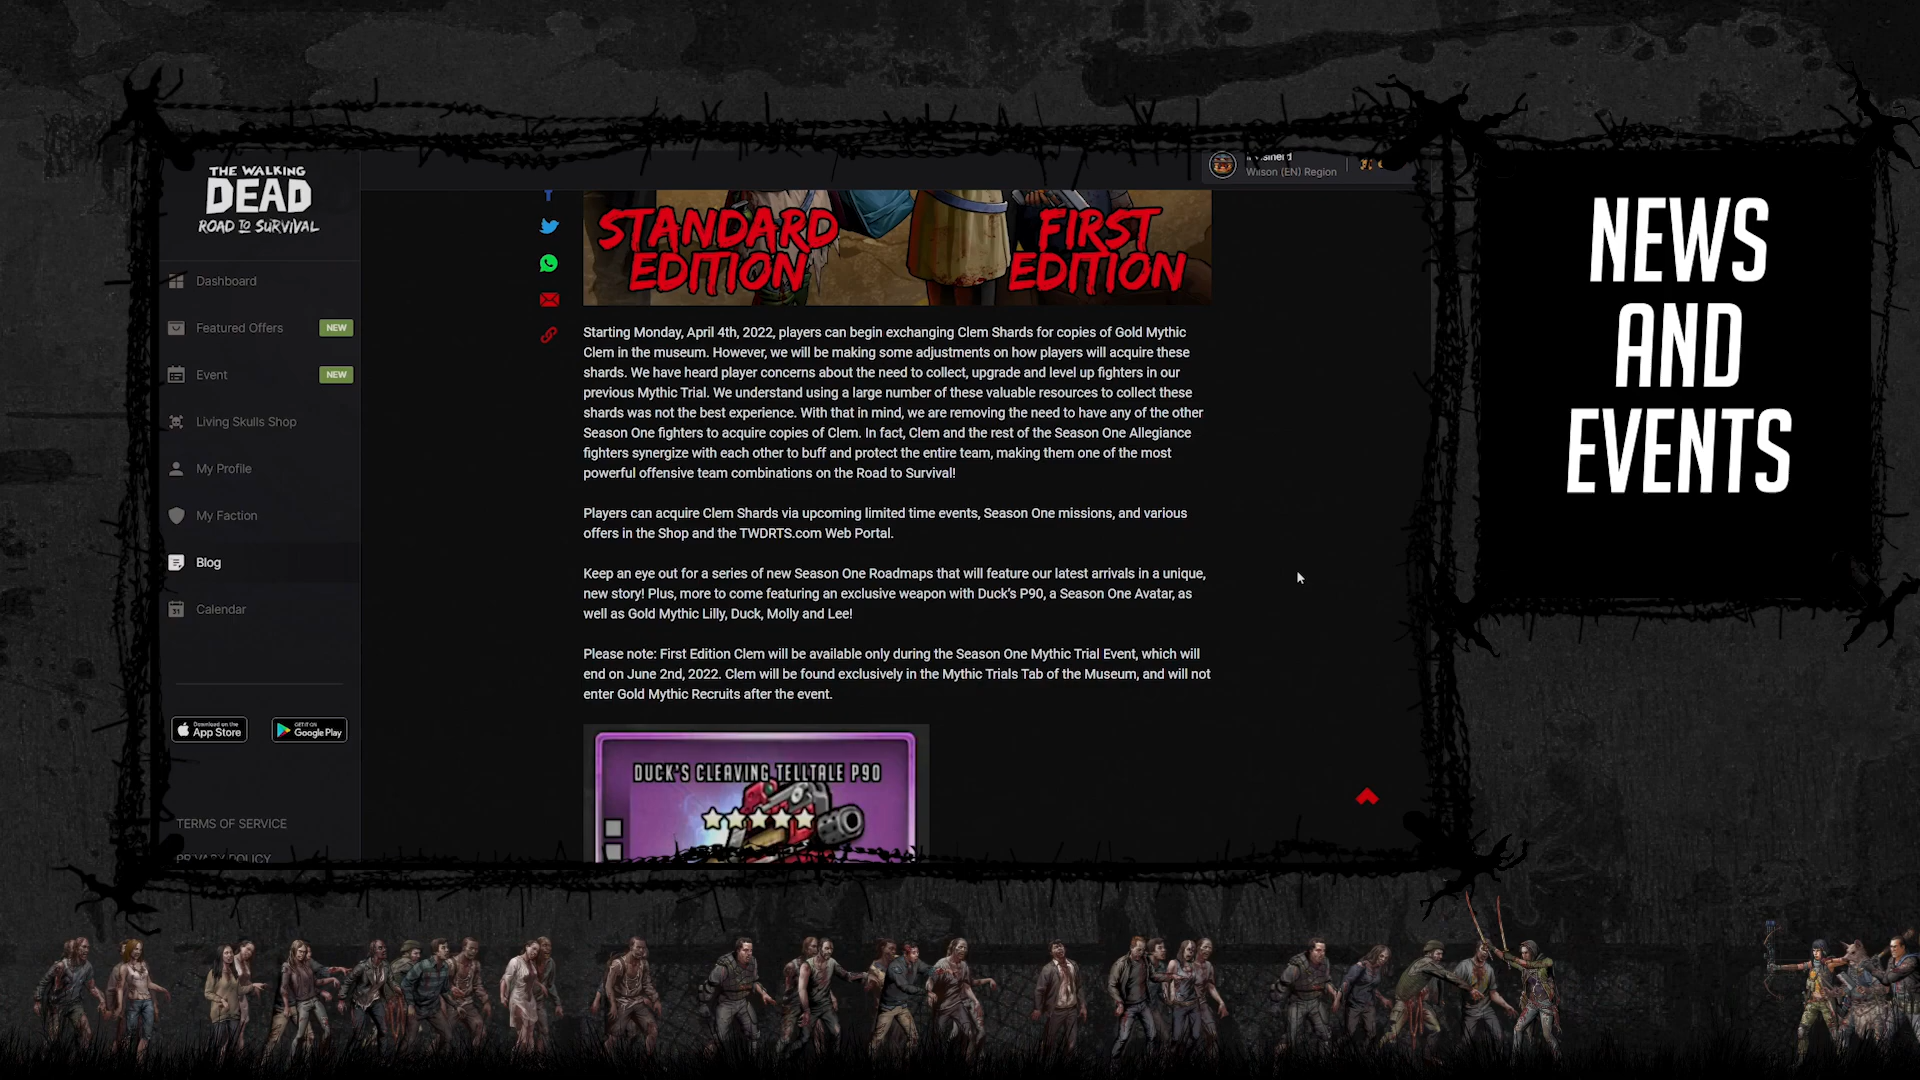 THE WALKING
DEAD
ROAD TO SURVIVAL
Dashboard
Featured Offers
NEW
Event
NEW
Living Skulls Shop
My Profile
My Faction
Blog
31
Calendar
Download on the
App Store
GET IT ON
Google Play
TERMS OF SERVICE
PRIVACY POLICY
Wilson (EN) Region
STANDARD
EDITION
FIRST
EDITION
Starting Monday, April 4th, 2022, players can begin exchanging Clem Shards for copies of Gold Mythic
Clem in the museum. However, we will be making some adjustments on how players will acquire these
shards. We have heard player concerns about the need to collect, upgrade and level up fighters in our
previous Mythic Trial. We understand using a large number of these valuable resources to collect these
shards was not the best experience. With that in mind, we are removing the need to have any of the other
Season One fighters to acquire copies of Clem. In fact, Clem and the rest of the Season One Allegiance
fighters synergize with each other to buff and protect the entire team, making them one of the most
powerful offensive team combinations on the Road to Survival!
Players can acquire Clem Shards via upcoming limited time events, Season One missions, and various
offers in the Shop and the TWDRTS.com Web Portal.
Keep an eye out for a series of new Season One Roadmaps that will feature our latest arrivals in a unique,
new story! Plus, more to come featuring an exclusive weapon with Duck's P90, a Season One Avatar, as
well as Gold Mythic Lilly, Duck, Molly and Lee!
Please note: First Edition Clem will be available only during the Season One Mythic Trial Event, which will
end on June 2nd, 2022. Clem will be found exclusively in the Mythic Trials Tab of the Museum, and will not
enter Gold Mythic Recruits after the event.
DUCK'S CLEAVING TELLTALE P90
NEWS
AND
EVENTS